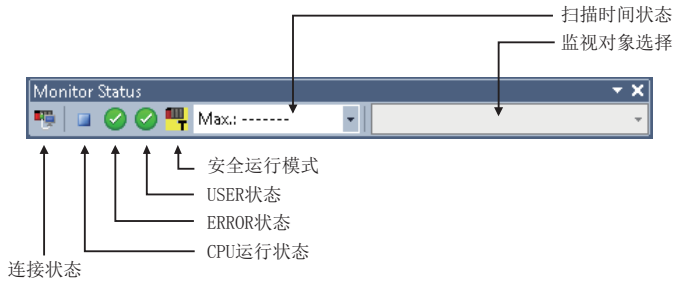 扫描时间状态
监视对象选择
Monitor Status
Max.: -------
T
安全运行模式
USER状态
ERROR状态
CPU运行状态
连接状态